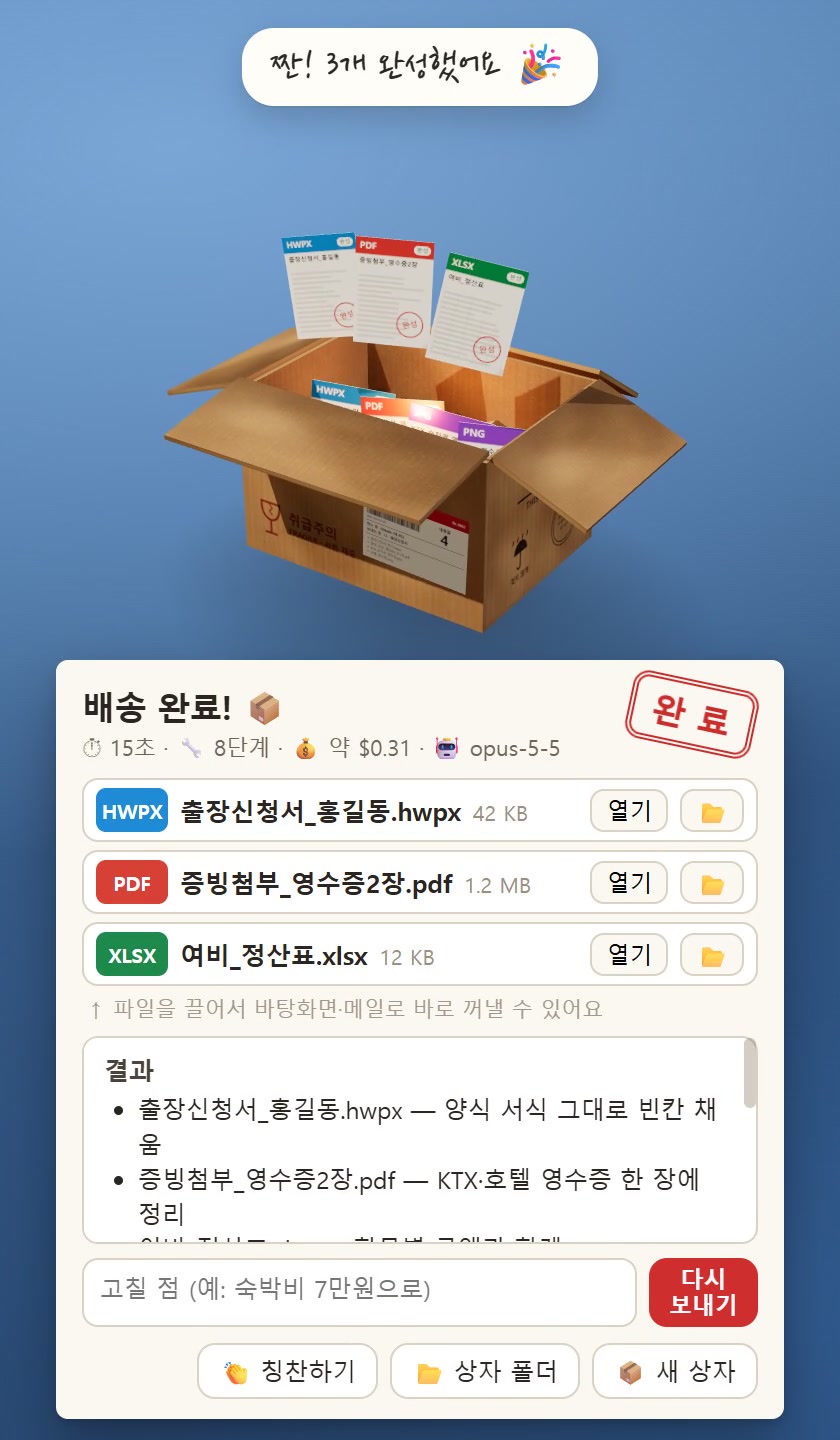 짠! 3개 완성했어요 🎉
HWPX 완성
출장신청서_홍길동
완성
PDF 완성
증빙첨부_영수증2장
완성
XLSX 완성
여비_정산표
완성
HWPX
PDF
PNG
취급주의
4
배송 완료! 📦
완료
⏱ 15초 · 🔧 8단계 · 💰 약 $0.31 · 🤖 opus-5-5
HWPX 출장신청서_홍길동.hwpx 42 KB 열기
PDF 증빙첨부_영수증2장.pdf 1.2 MB 열기
XLSX 여비_정산표.xlsx 12 KB 열기
↑ 파일을 끌어서 바탕화면·메일로 바로 꺼낼 수 있어요
결과
• 출장신청서_홍길동.hwpx — 양식 서식 그대로 빈칸 채
움
• 증빙첨부_영수증2장.pdf — KTX·호텔 영수증 한 장에
정리
고칠 점 (예: 숙박비 7만원으로)
다시
보내기
👏 칭찬하기
📂 상자 폴더
📦 새 상자